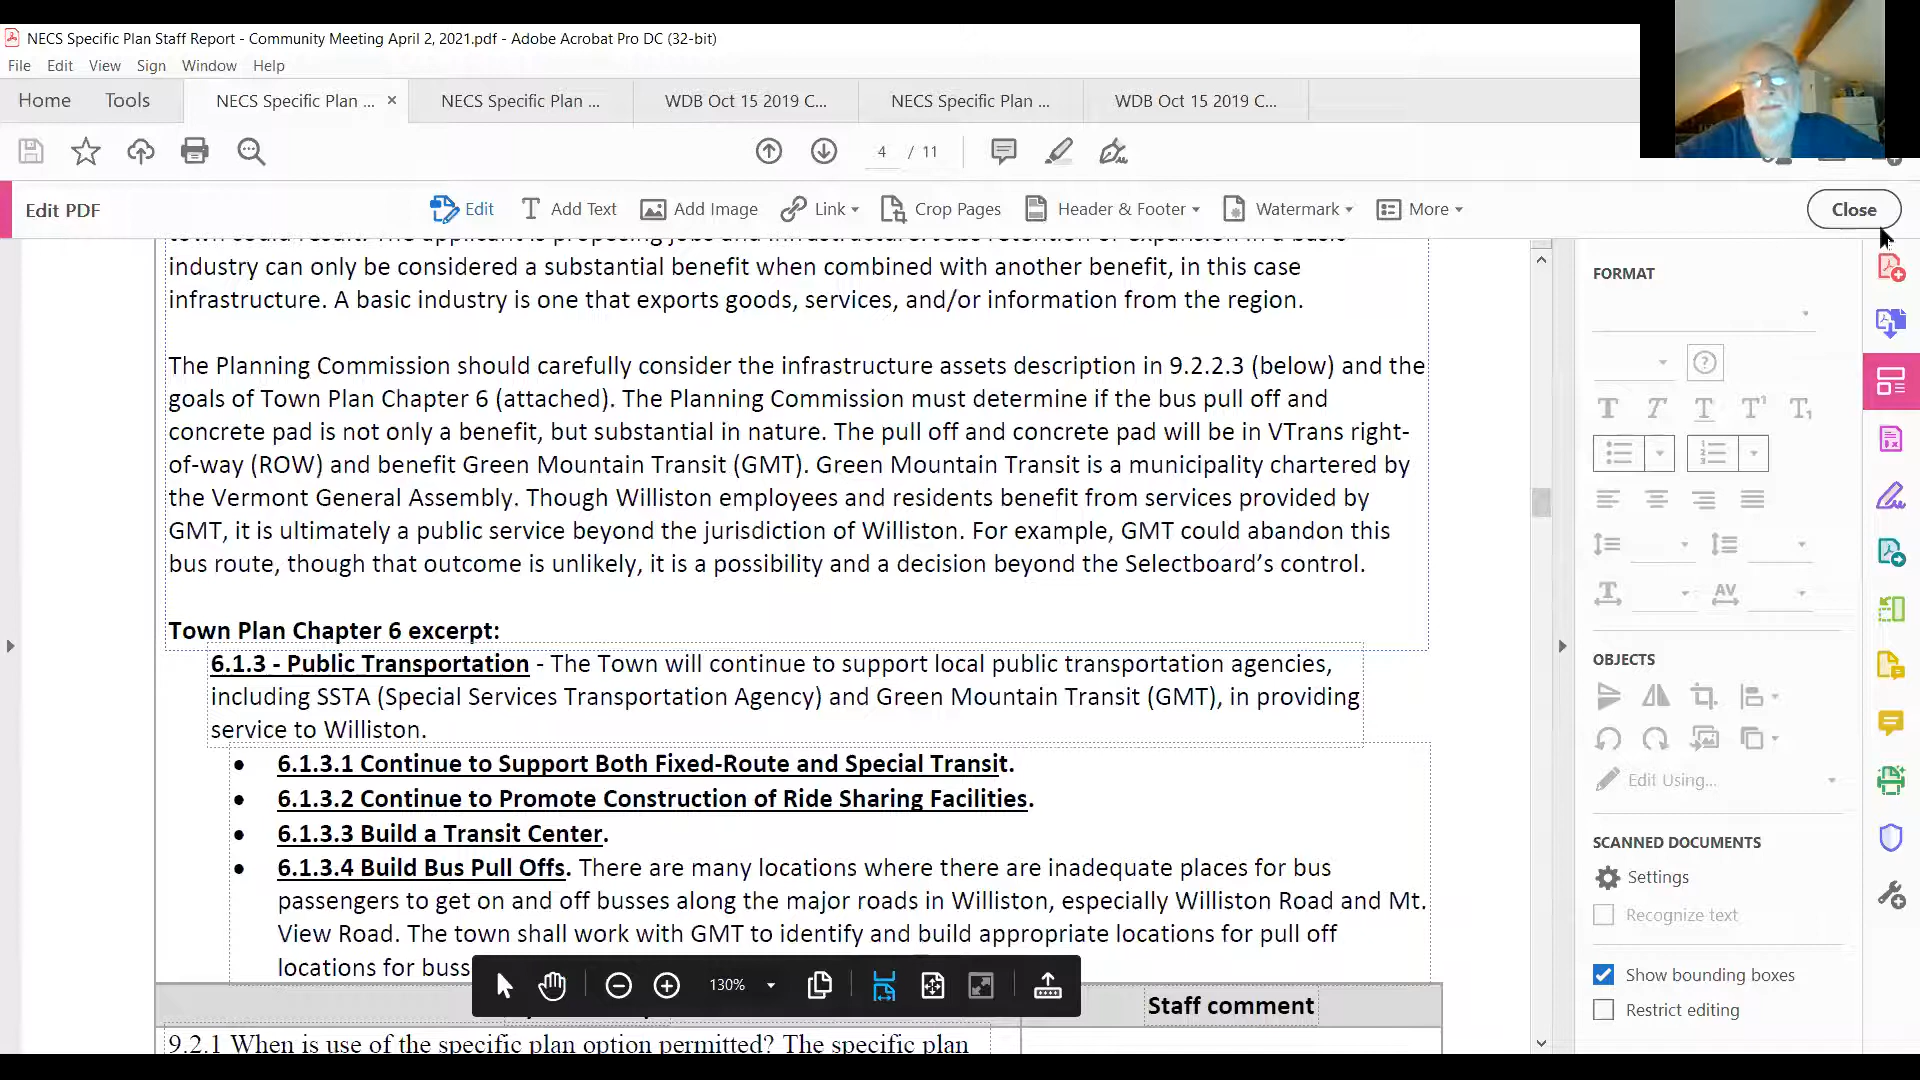 NECS Specific Plan Staff Report - Community Meeting April 2, 2021.pdf - Adobe Acrobat Pro DC (32-bit)
File Edit View Sign Window Help
Home Tools NECS Specific Plan ... × NECS Specific Plan ... WDB Oct 15 2019 C... NECS Specific Plan ... WDB Oct 15 2019 C...
4 / 11
Edit PDF Edit Add Text Add Image Link Crop Pages Header & Footer Watermark More Close
town could result. The applicant is proposing jobs and infrastructure. Jobs retention or expansion in a basic
industry can only be considered a substantial benefit when combined with another benefit, in this case
infrastructure. A basic industry is one that exports goods, services, and/or information from the region.
The Planning Commission should carefully consider the infrastructure assets description in 9.2.2.3 (below) and the
goals of Town Plan Chapter 6 (attached). The Planning Commission must determine if the bus pull off and
concrete pad is not only a benefit, but substantial in nature. The pull off and concrete pad will be in VTrans right-
of-way (ROW) and benefit Green Mountain Transit (GMT). Green Mountain Transit is a municipality chartered by
the Vermont General Assembly. Though Williston employees and residents benefit from services provided by
GMT, it is ultimately a public service beyond the jurisdiction of Williston. For example, GMT could abandon this
bus route, though that outcome is unlikely, it is a possibility and a decision beyond the Selectboard’s control.
Town Plan Chapter 6 excerpt:
6.1.3 - Public Transportation - The Town will continue to support local public transportation agencies,
including SSTA (Special Services Transportation Agency) and Green Mountain Transit (GMT), in providing
service to Williston.
• 6.1.3.1 Continue to Support Both Fixed-Route and Special Transit.
• 6.1.3.2 Continue to Promote Construction of Ride Sharing Facilities.
• 6.1.3.3 Build a Transit Center.
• 6.1.3.4 Build Bus Pull Offs. There are many locations where there are inadequate places for bus
passengers to get on and off busses along the major roads in Williston, especially Williston Road and Mt.
View Road. The town shall work with GMT to identify and build appropriate locations for pull off
locations for buss
130%
Staff comment
9.2.1 When is use of the specific plan option permitted? The specific plan
FORMAT
OBJECTS
Edit Using...
SCANNED DOCUMENTS
Settings
Recognize text
Show bounding boxes
Restrict editing